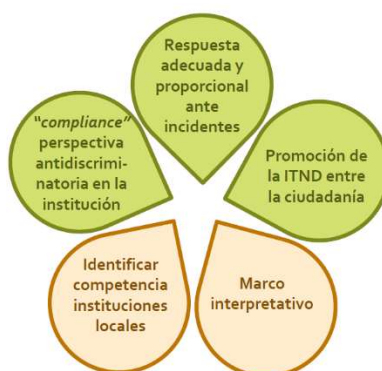 Respuesta
adecuada y
proporcional
ante
incidentes
“compliance”
perspectiva
antidiscrimi-
natoria en la
institución
Promoción de
la ITND entre
la ciudadanía
Identificar
competencia
instituciones
locales
Marco
interpretativo